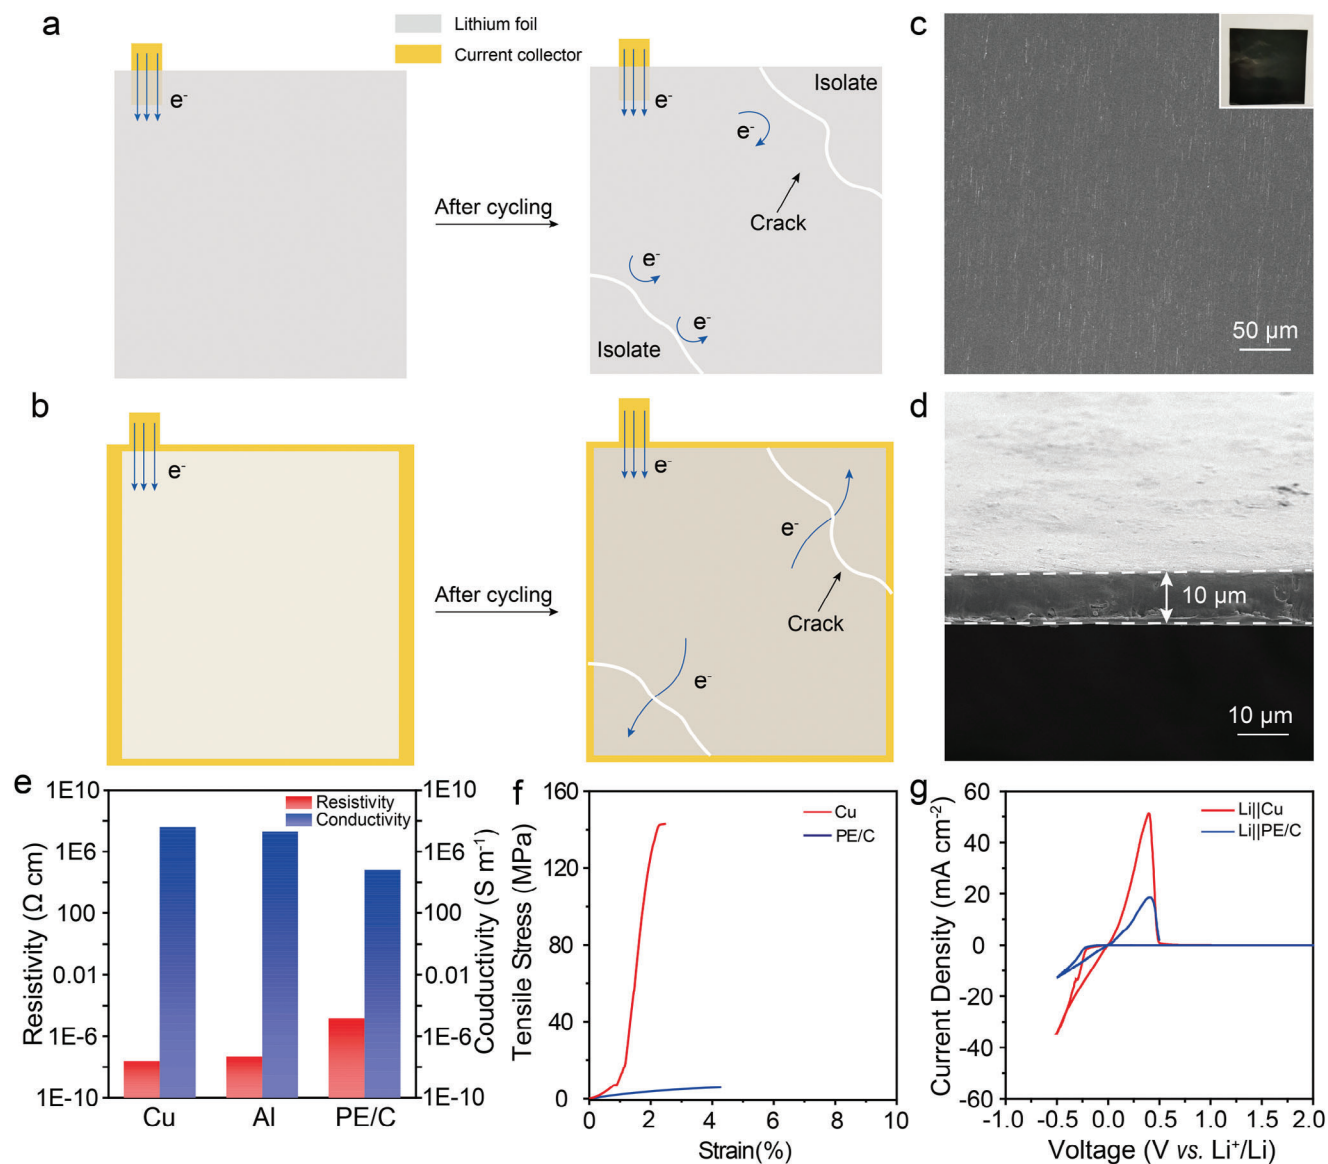 a
Lithium foil
Current collector
e-
After cycling
e-
Isolate
e-
Crack
e-
e-
Isolate
c
50 µm
b
e-
After cycling
e-
e-
Crack
e-
d
10 µm
10 µm
e
1E10
1E6
100
0.01
1E-6
1E-10
Resistivity (Ω cm)
Resistivity
Conductivity
1E10
1E6
100
0.01
1E-6
1E-10
Couductivity (S m-1)
Cu
Al
PE/C
f
160
120
80
40
0
Tensile Stress (MPa)
Cu
PE/C
0
2
4
6
8
10
Strain(%)
g
60
40
20
0
-20
-40
-60
Current Density (mA cm-2)
Li||Cu
Li||PE/C
-1.0
-0.5
0.0
0.5
1.0
1.5
2.0
Voltage (V vs. Li+/Li)